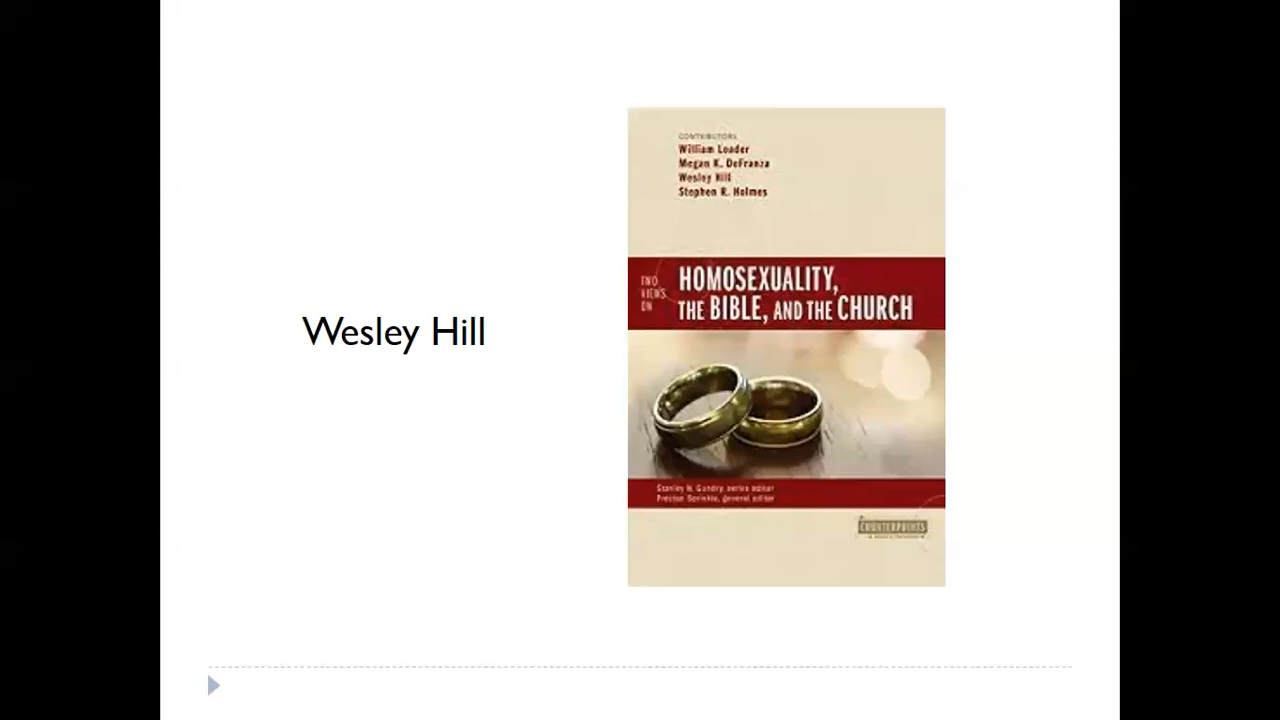 Wesley Hill
CONTRIBUTORS
William Loader
Megan K. DeFranza
Wesley Hill
Stephen R. Holmes
TWO
VIEWS
ON
HOMOSEXUALITY,
THE BIBLE, AND THE CHURCH
Stanley N. Gundry, series editor
Preston Sprinkle, general editor
COUNTERPOINTS